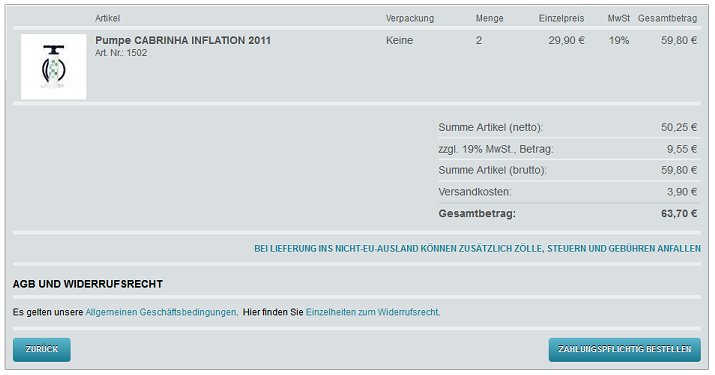 Artikel Verpackung Menge Einzelpreis MwSt Gesamtbetrag
Pumpe CABRINHA INFLATION 2011 Keine 2 29,90 € 19% 59,80 €
Art. Nr.: 1502
Summe Artikel (netto): 50,25 €
zzgl. 19% MwSt., Betrag: 9,55 €
Summe Artikel (brutto): 59,80 €
Versandkosten: 3,90 €
Gesamtbetrag: 63,70 €
BEI LIEFERUNG INS NICHT-EU-AUSLAND KÖNNEN ZUSÄTZLICH ZÖLLE, STEUERN UND GEBÜHREN ANFALLEN
AGB UND WIDERRUFSRECHT
Es gelten unsere Allgemeinen Geschäftsbedingungen. Hier finden Sie Einzelheiten zum Widerrufsrecht.
ZURÜCK ZAHLUNGSPFLICHTIG BESTELLEN